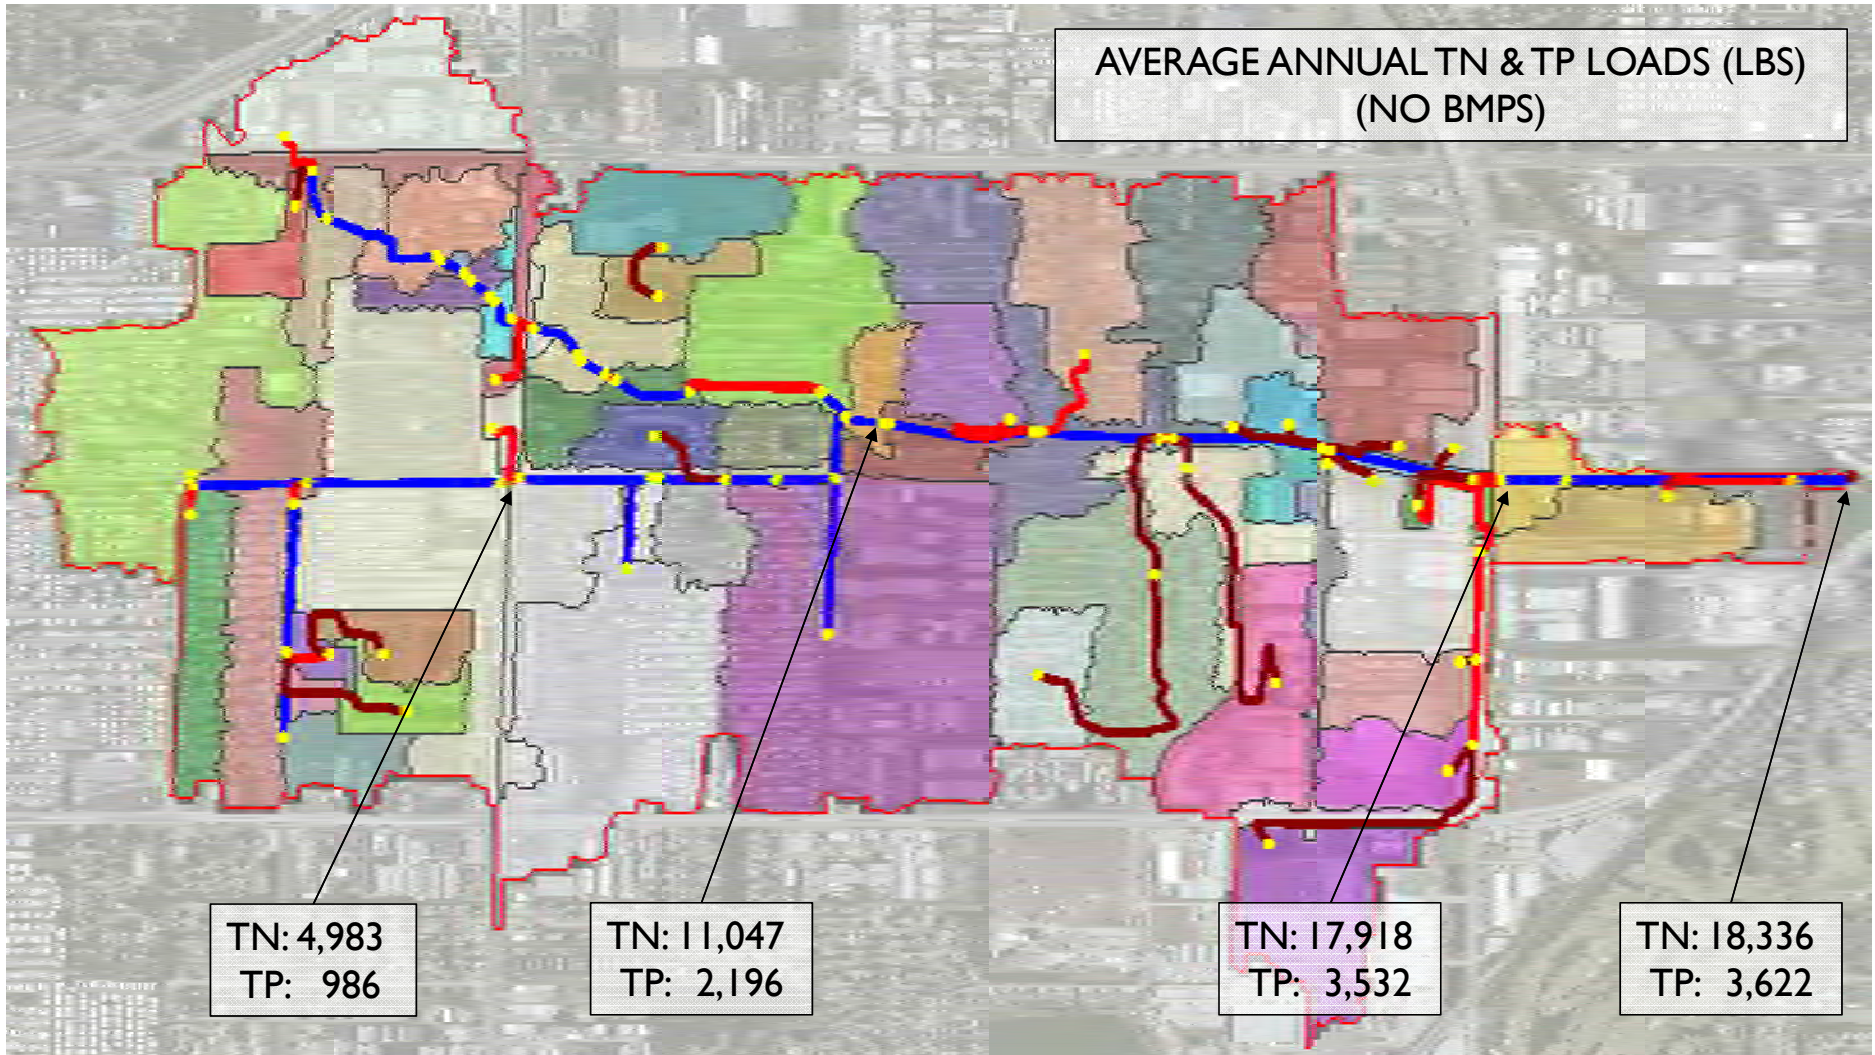 AVERAGE ANNUAL TN & TP LOADS (LBS)
(NO BMPS)
TN: 4,983
TP: 986
TN: 11,047
TP: 2,196
TN: 17,918
TP: 3,532
TN: 18,336
TP: 3,622